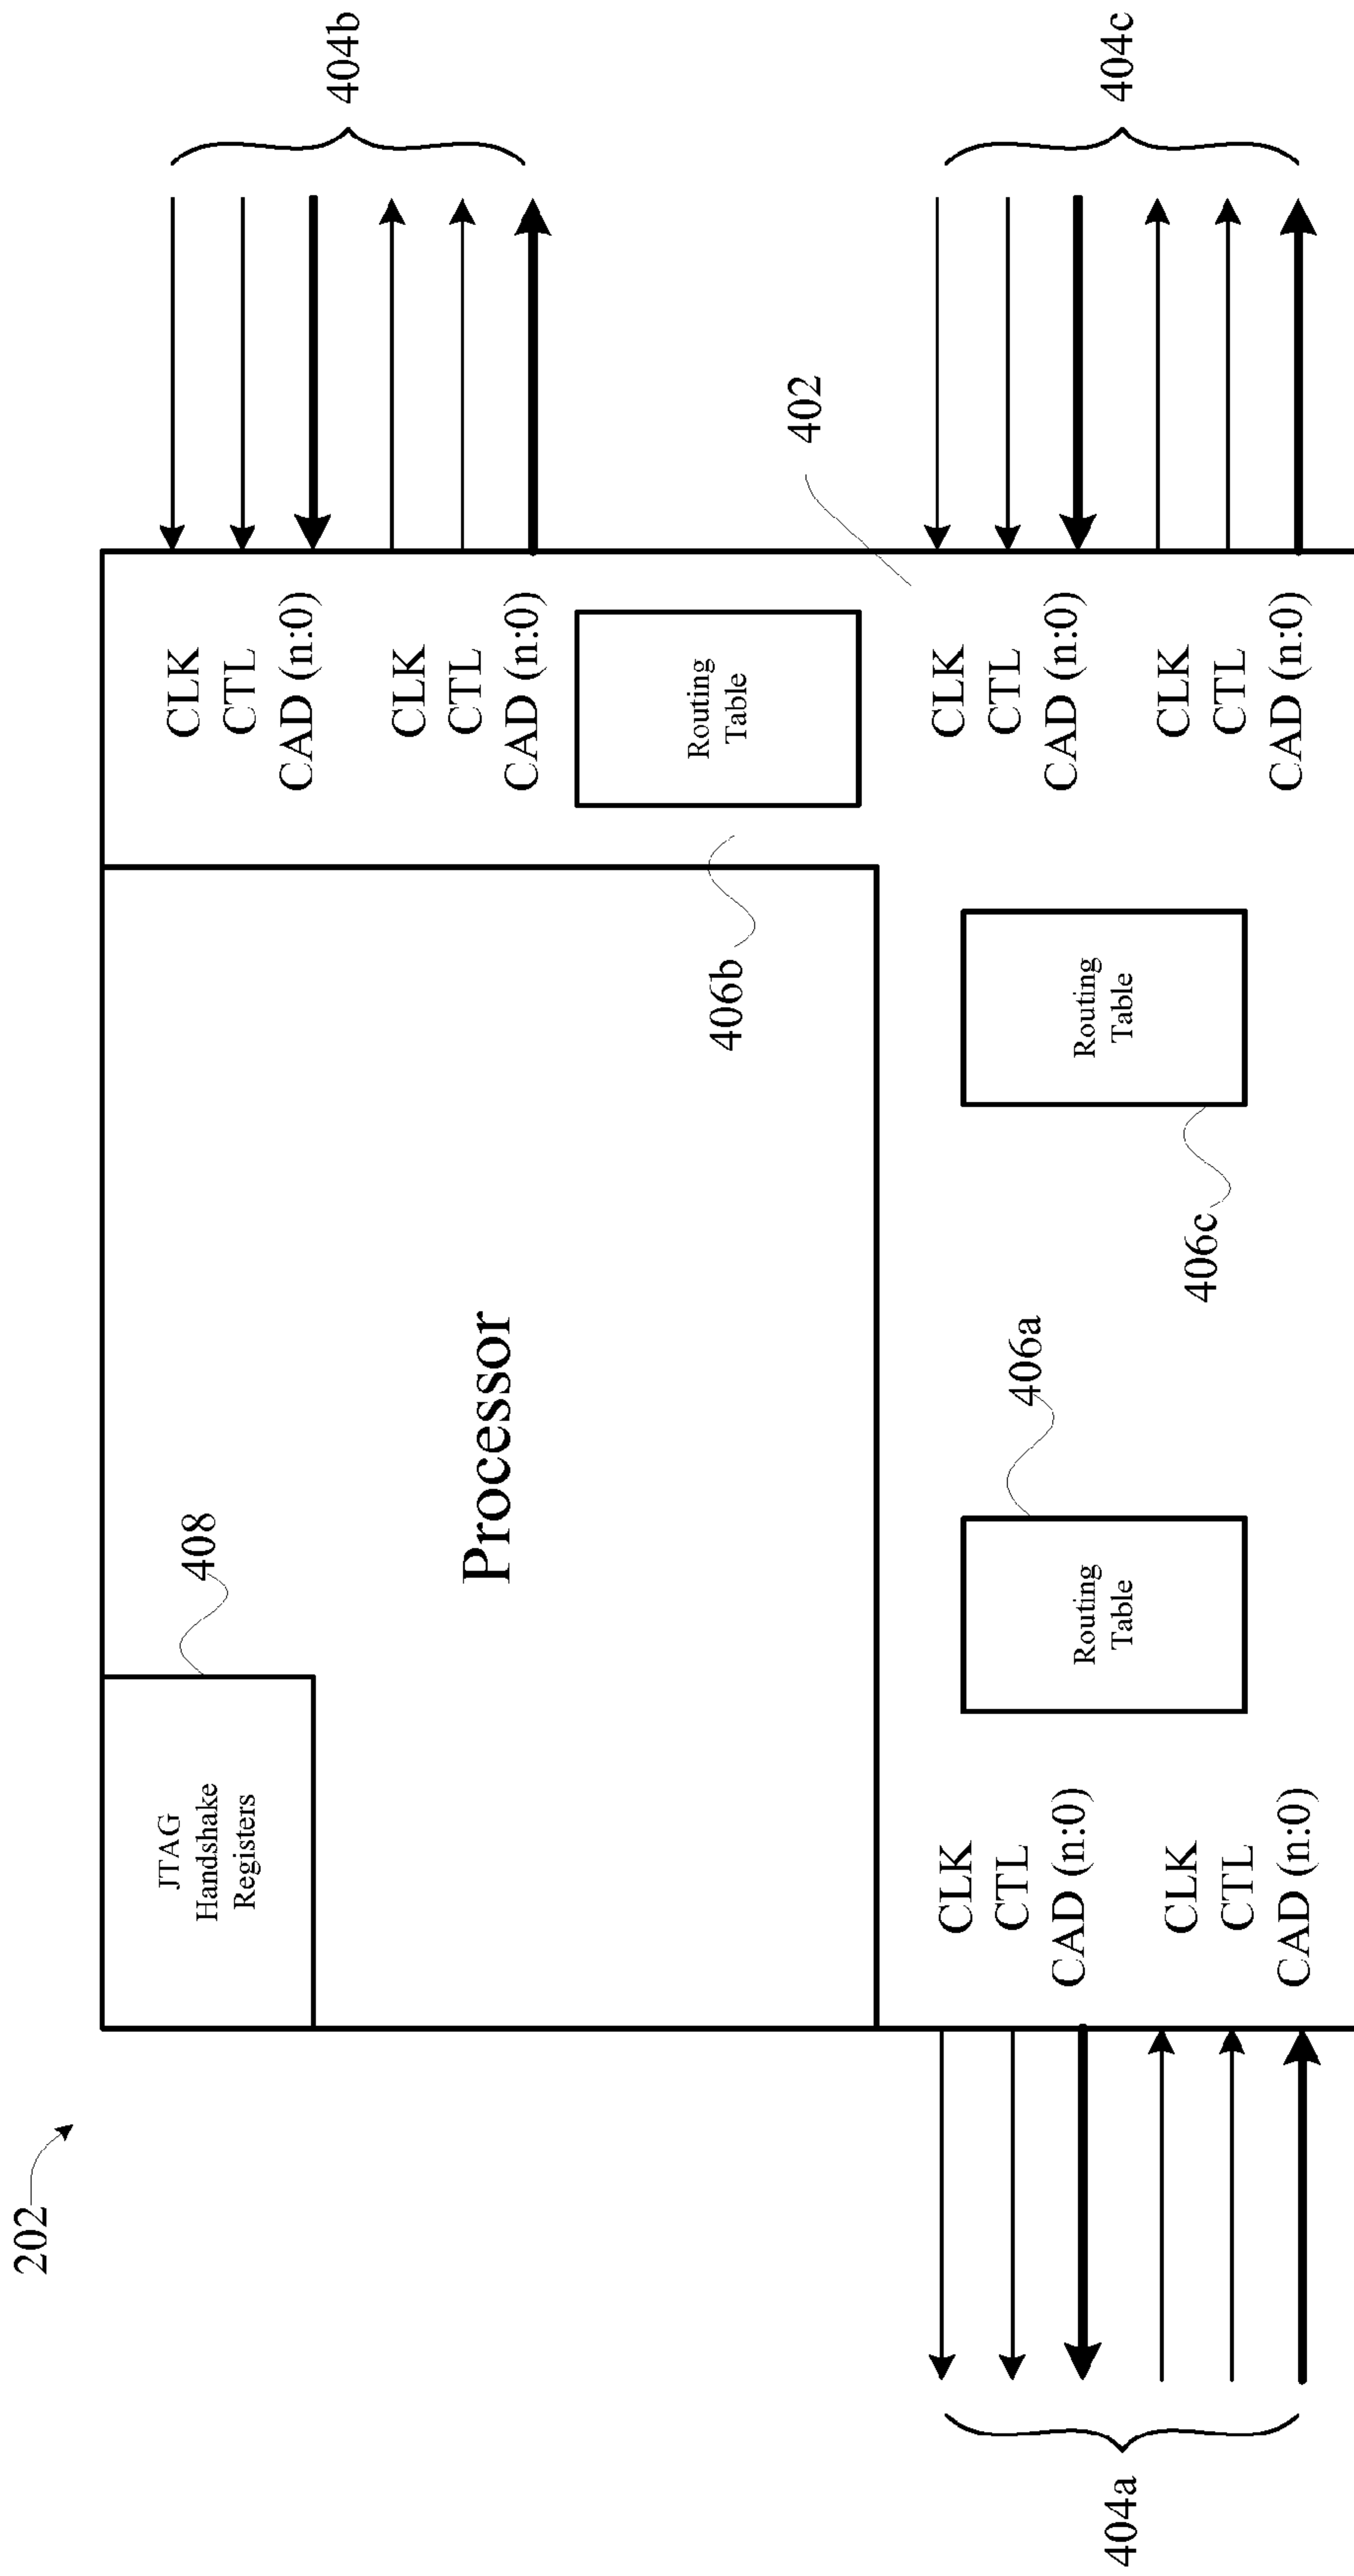 202
JTAG
Handshake
Registers
408
Processor
404b
CLK
CTL
CAD (n:0)
CLK
CTL
CAD (n:0)
Routing
Table
406b
402
404a
CLK
CTL
CAD (n:0)
CLK
CTL
CAD (n:0)
Routing
Table
406a
Routing
Table
406c
CLK
CTL
CAD (n:0)
CLK
CTL
CAD (n:0)
404c